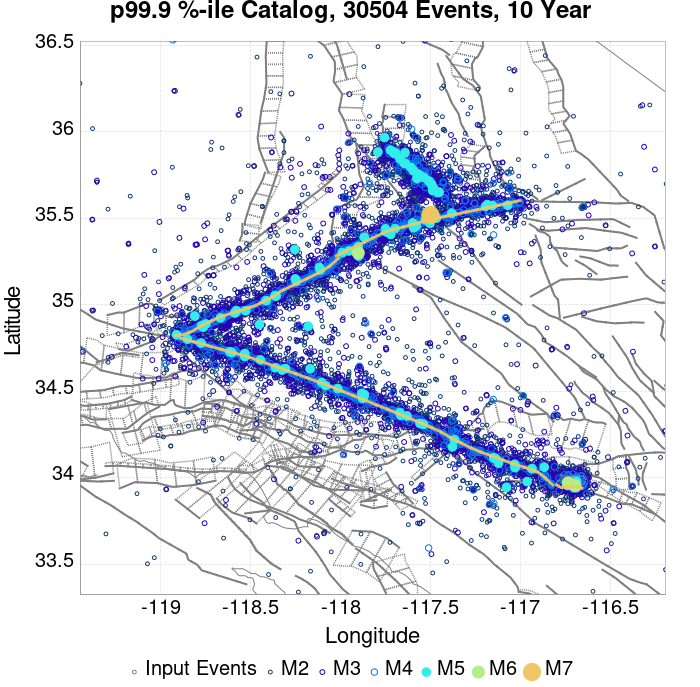 p99.9 %-ile Catalog, 30504 Events, 10 Year
36.5
36
35.5
35
34.5
34
33.5
Latitude
-119 -118.5 -118 -117.5 -117 -116.5
Longitude
Input Events M2 M3 M4 M5 M6 M7